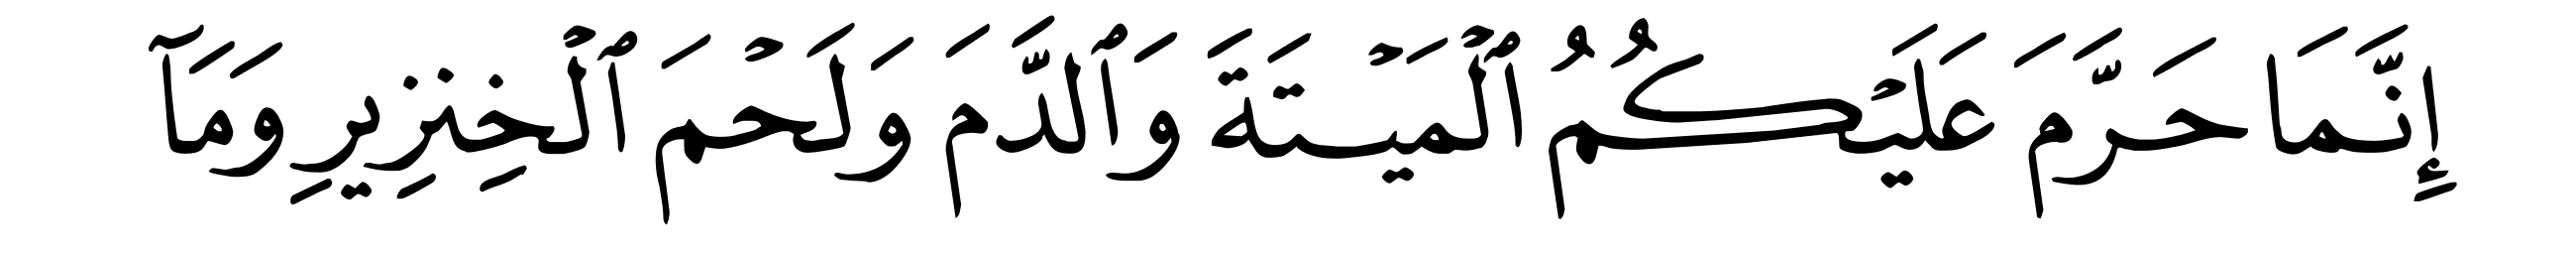 إِنَّمَا حَرَّمَ عَلَيۡكُمُ ٱلۡمَيۡتَةَ وَٱلدَّمَ وَلَحۡمَ ٱلۡخِنزِيرِ وَمَآ